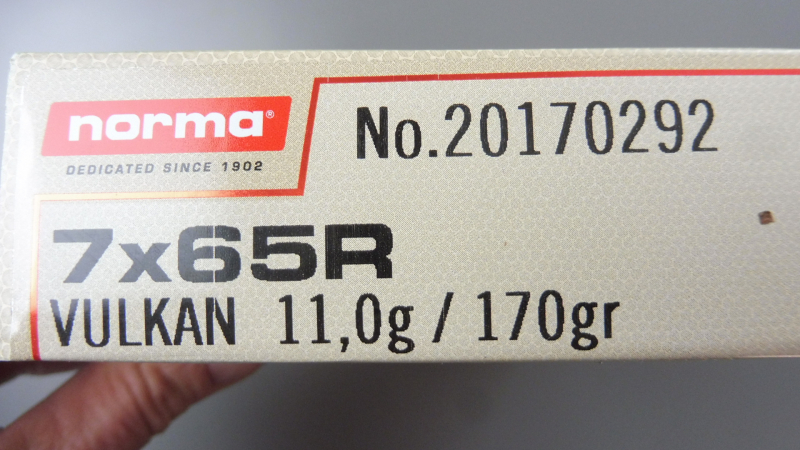 norma®
DEDICATED SINCE 1902
No.20170292
7x65R
VULKAN 11,0g / 170gr